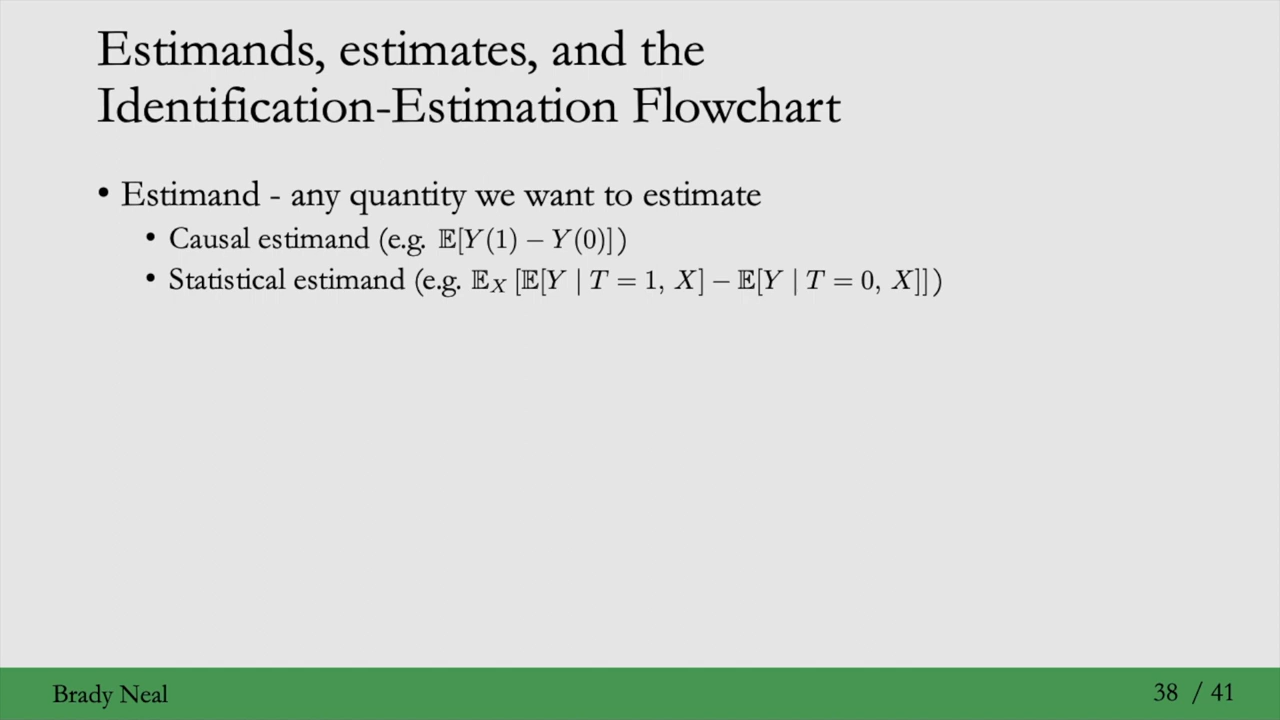 Estimands, estimates, and the
Identification-Estimation Flowchart
• Estimand - any quantity we want to estimate
• Causal estimand (e.g. 𝔼[Y(1) − Y(0)])
• Statistical estimand (e.g. 𝔼_X [𝔼[Y | T = 1, X] − 𝔼[Y | T = 0, X]])
Brady Neal
38 / 41